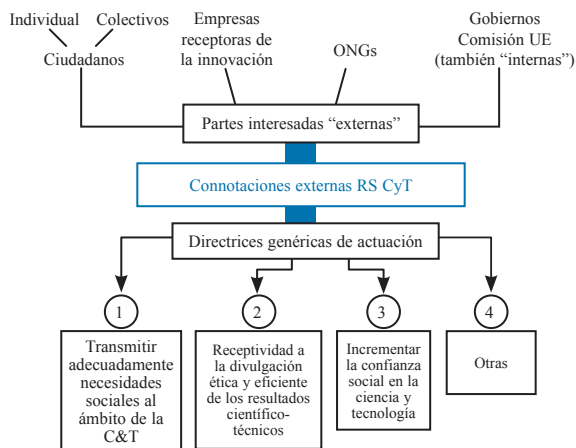 Individual Colectivos
Ciudadanos
Empresas
receptoras de
la innovación
ONGs
Gobiernos
Comisión UE
(también “internas”)
Partes interesadas “externas”
Connotaciones externas RS CyT
Directrices genéricas de actuación
1
2
3
4
Transmitir
adecuadamente
necesidades
sociales al
ámbito de la
C&T
Receptividad a
la divulgación
ética y eficiente
de los resultados
científico-
técnicos
Incrementar
la confianza
social en la
ciencia y
tecnología
Otras